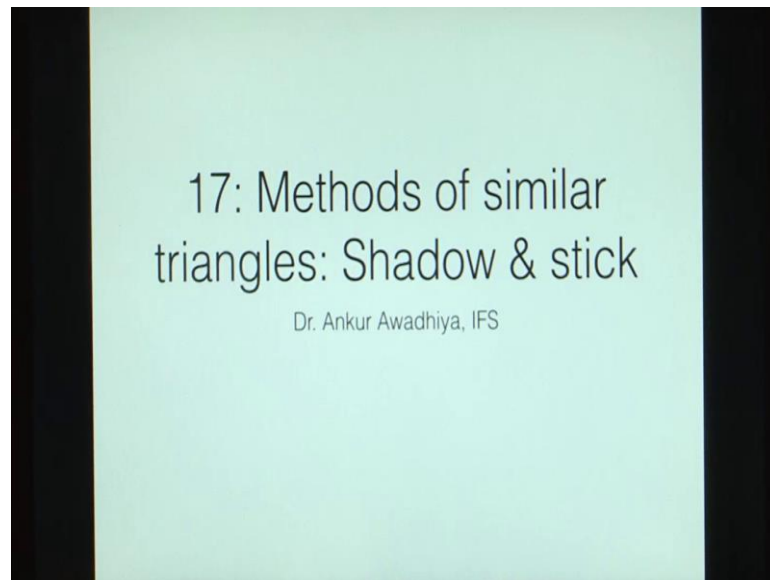 17: Methods of similar
triangles: Shadow & stick
Dr. Ankur Awadhiya, IFS